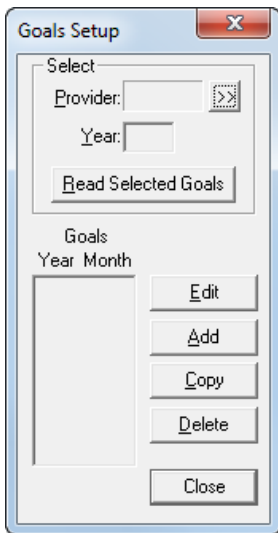 Goals Setup
Select
Provider: >>
Year:
Read Selected Goals
Goals
Year Month
Edit
Add
Copy
Delete
Close